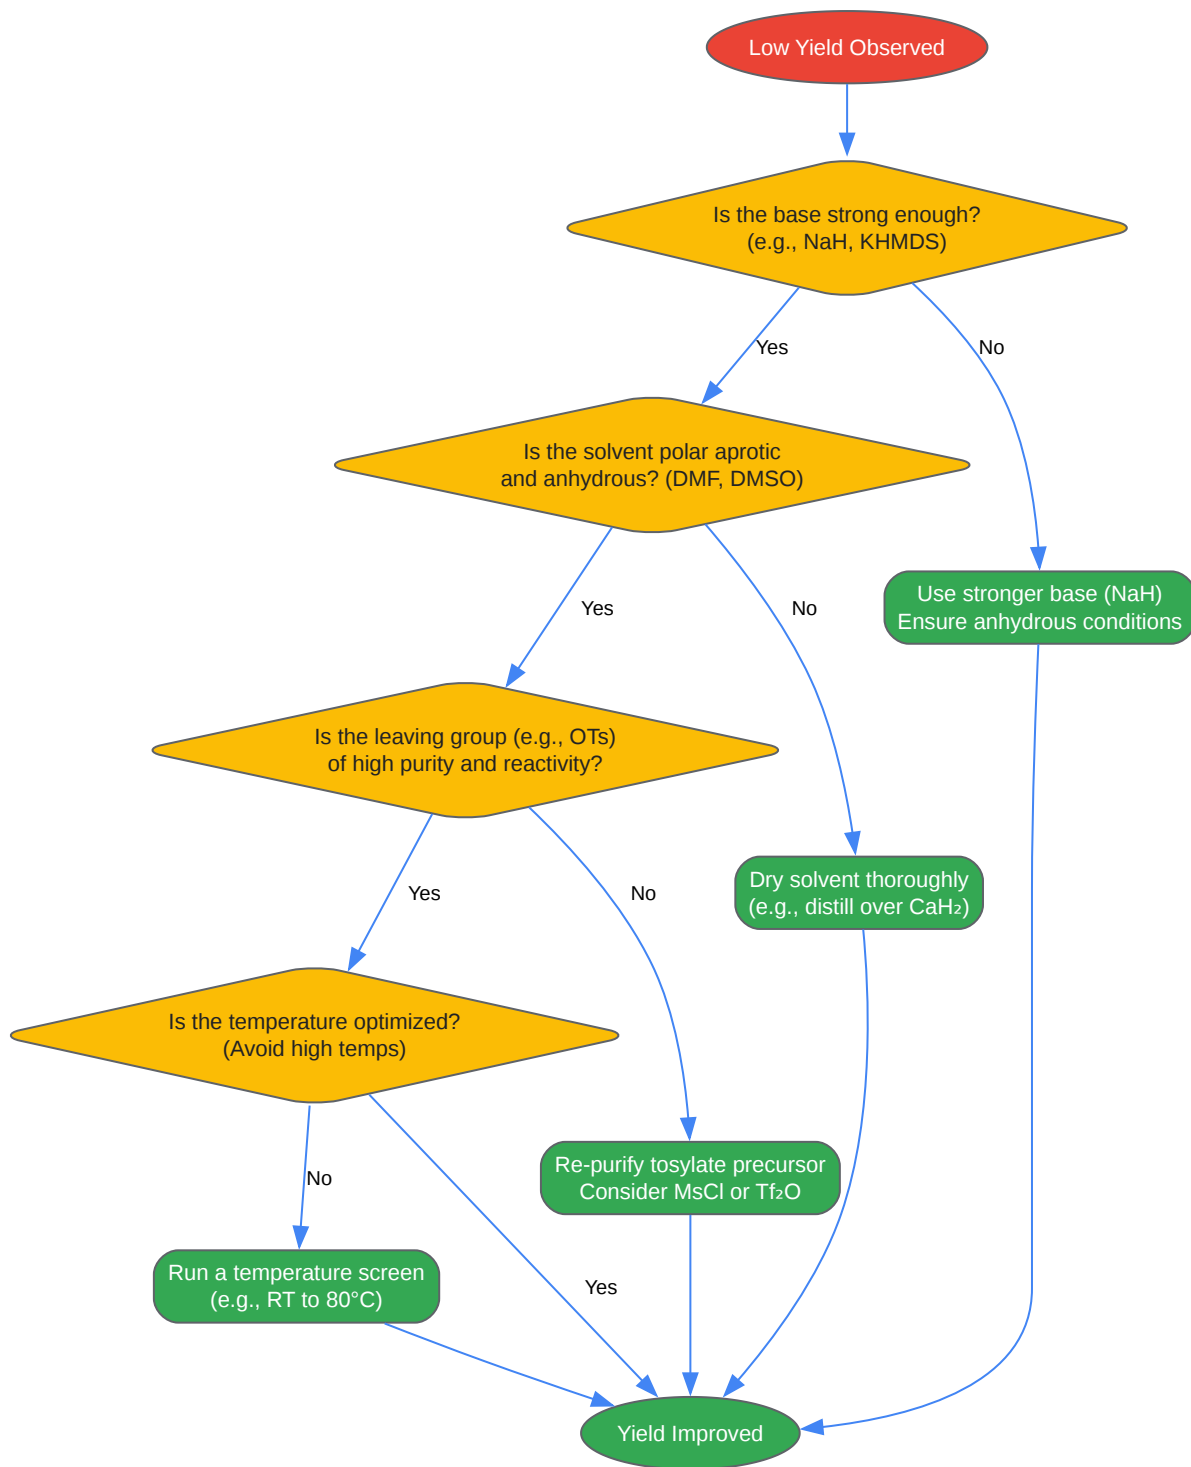 Low Yield Observed
Is the base strong enough?
(e.g., NaH, KHMDS)
Yes
No
Is the solvent polar aprotic
and anhydrous? (DMF, DMSO)
Yes
No
Use stronger base (NaH)
Ensure anhydrous conditions
Is the leaving group (e.g., OTs)
of high purity and reactivity?
Yes
No
Dry solvent thoroughly
(e.g., distill over CaH₂)
Is the temperature optimized?
(Avoid high temps)
No
Yes
Re-purify tosylate precursor
Consider MsCl or Tf₂O
Run a temperature screen
(e.g., RT to 80°C)
Yield Improved